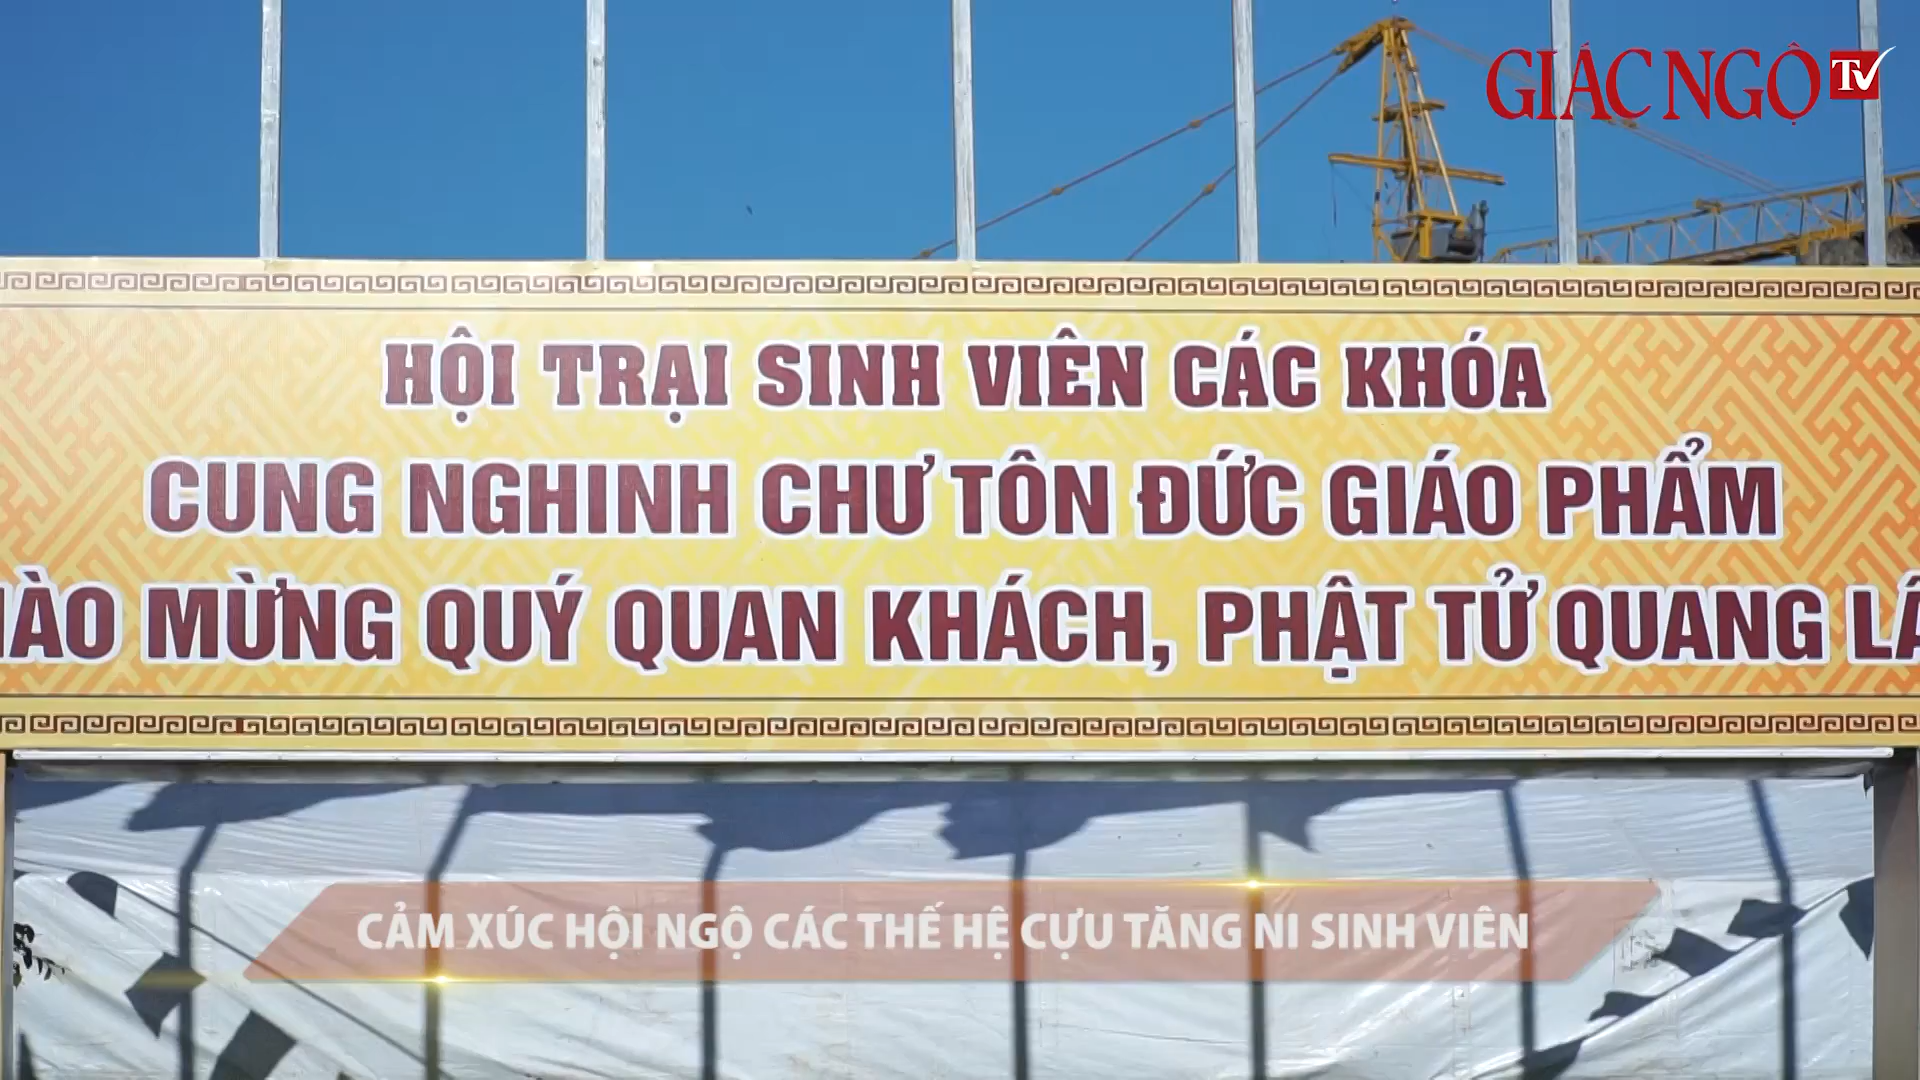 GIÁC NGỘ TV
HỘI TRẠI SINH VIÊN CÁC KHÓA
CUNG NGHINH CHƯ TÔN ĐỨC GIÁO PHẨM
MỪNG QUÝ QUAN KHÁCH, PHẬT TỬ QUANG
CẢM XÚC HỘI NGỘ CÁC THẾ HỆ CỰU TĂNG NI SINH VIÊN